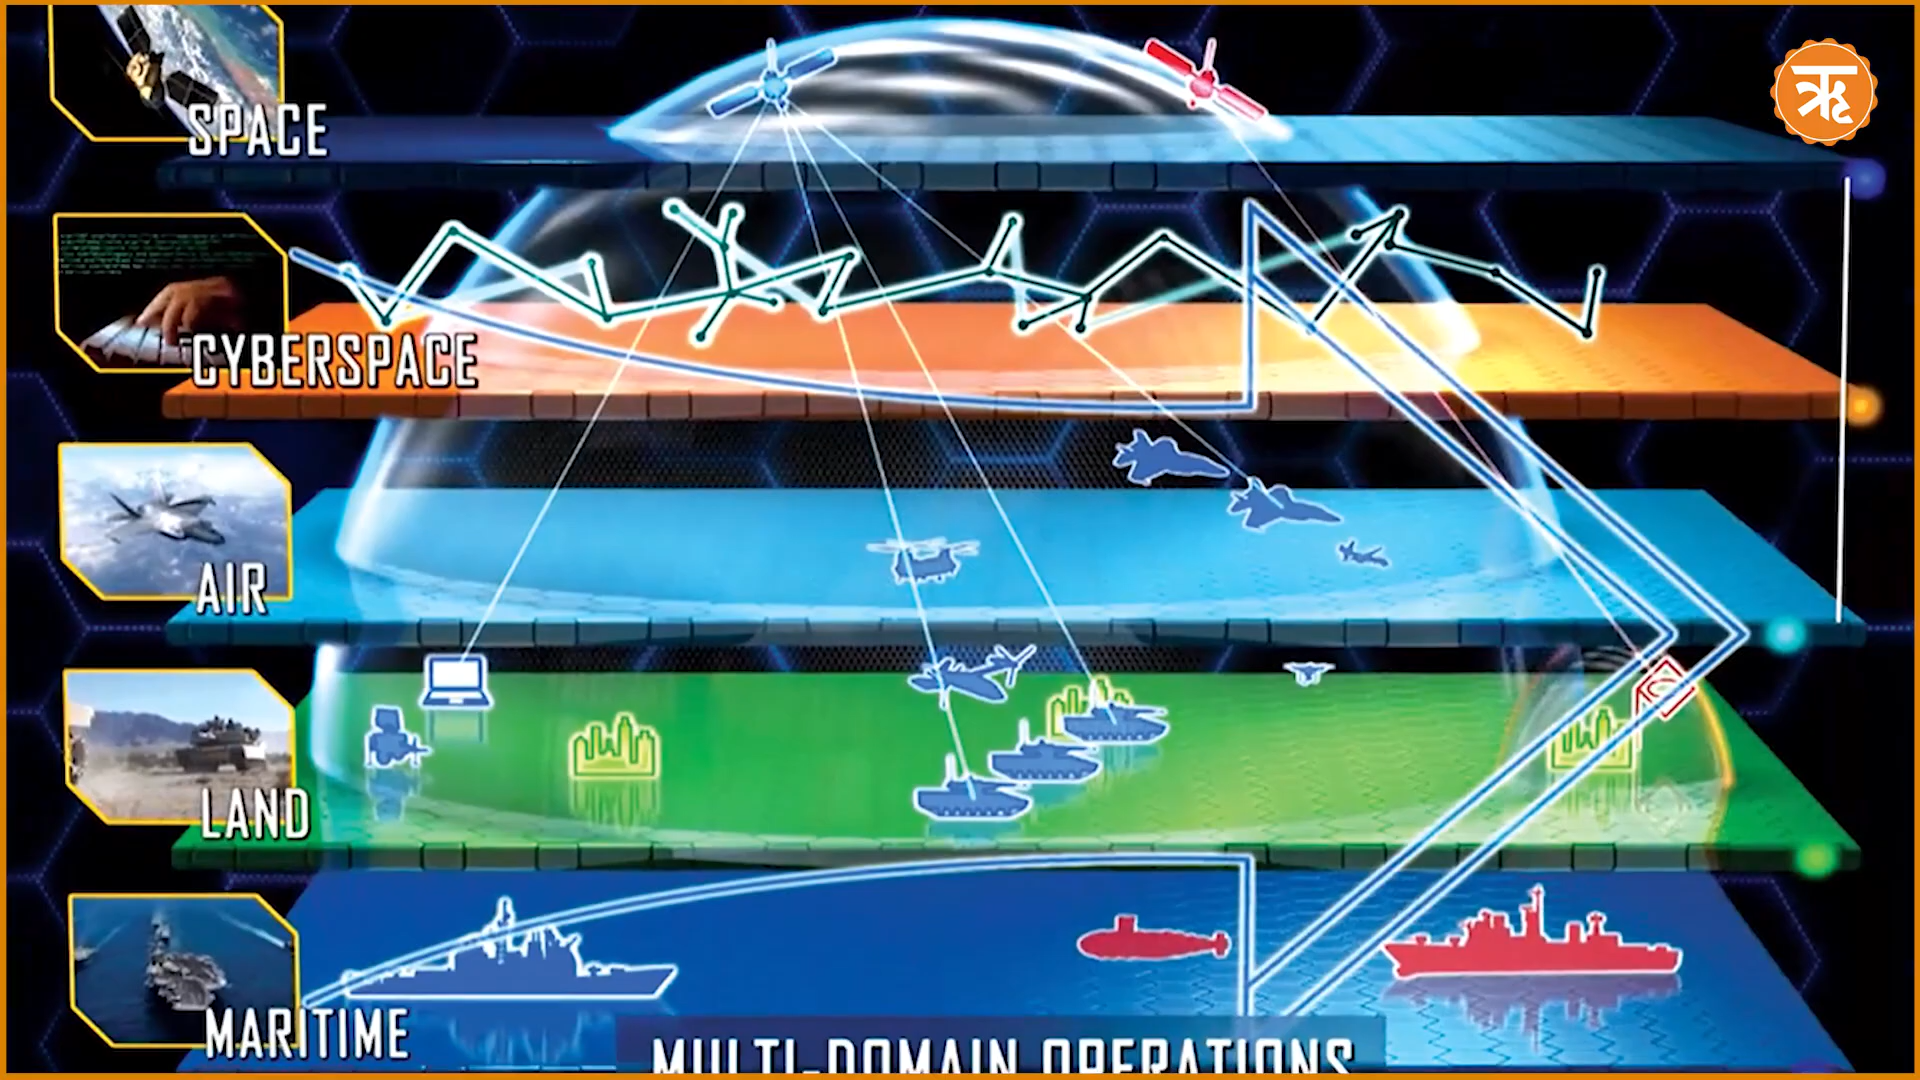 ऋ
SPACE
CYBERSPACE
AIR
LAND
MARITIME
MULTI-DOMAIN OPERATIONS